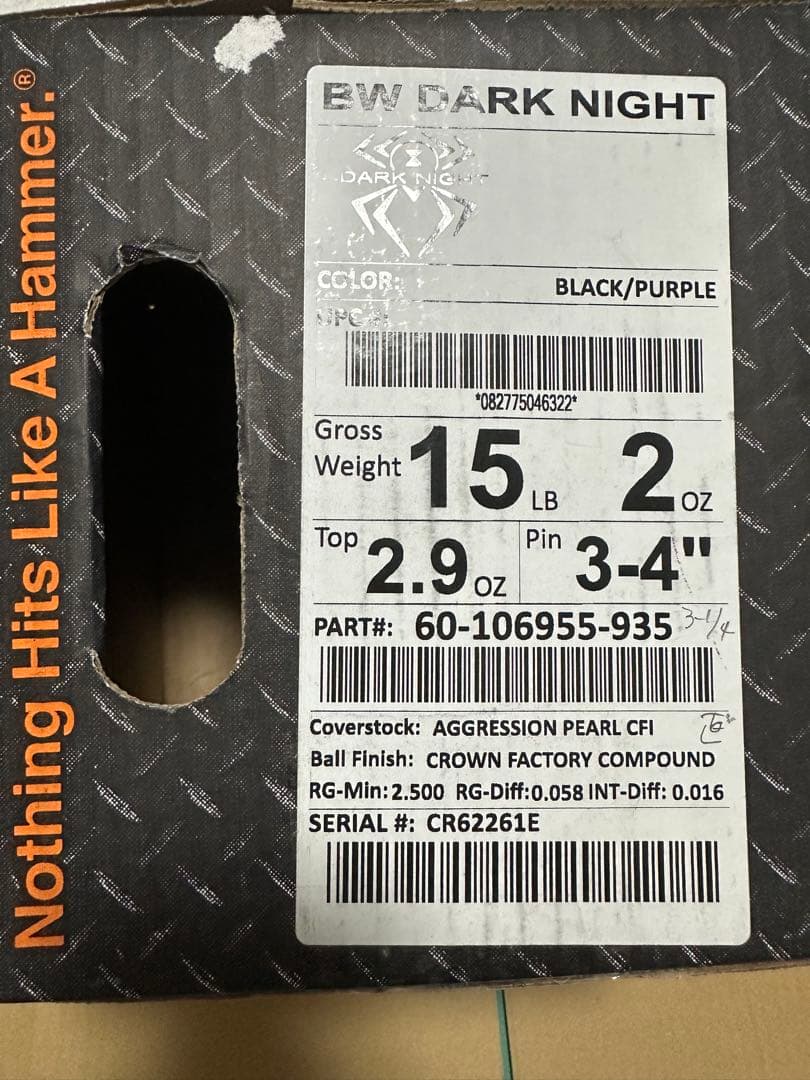 Nothing Hits Like A Hammer.®
BW DARK NIGHT
DARK NIGHT
COLOR: BLACK/PURPLE
UPC #:
*082775046322*
Gross Weight 15 LB 2 OZ
Top 2.9 OZ Pin 3-4"
PART#: 60-106955-935 3-1/4
Coverstock: AGGRESSION PEARL CFI
Ball Finish: CROWN FACTORY COMPOUND
RG-Min: 2.500 RG-Diff:0.058 INT-Diff: 0.016
SERIAL #: CR62261E